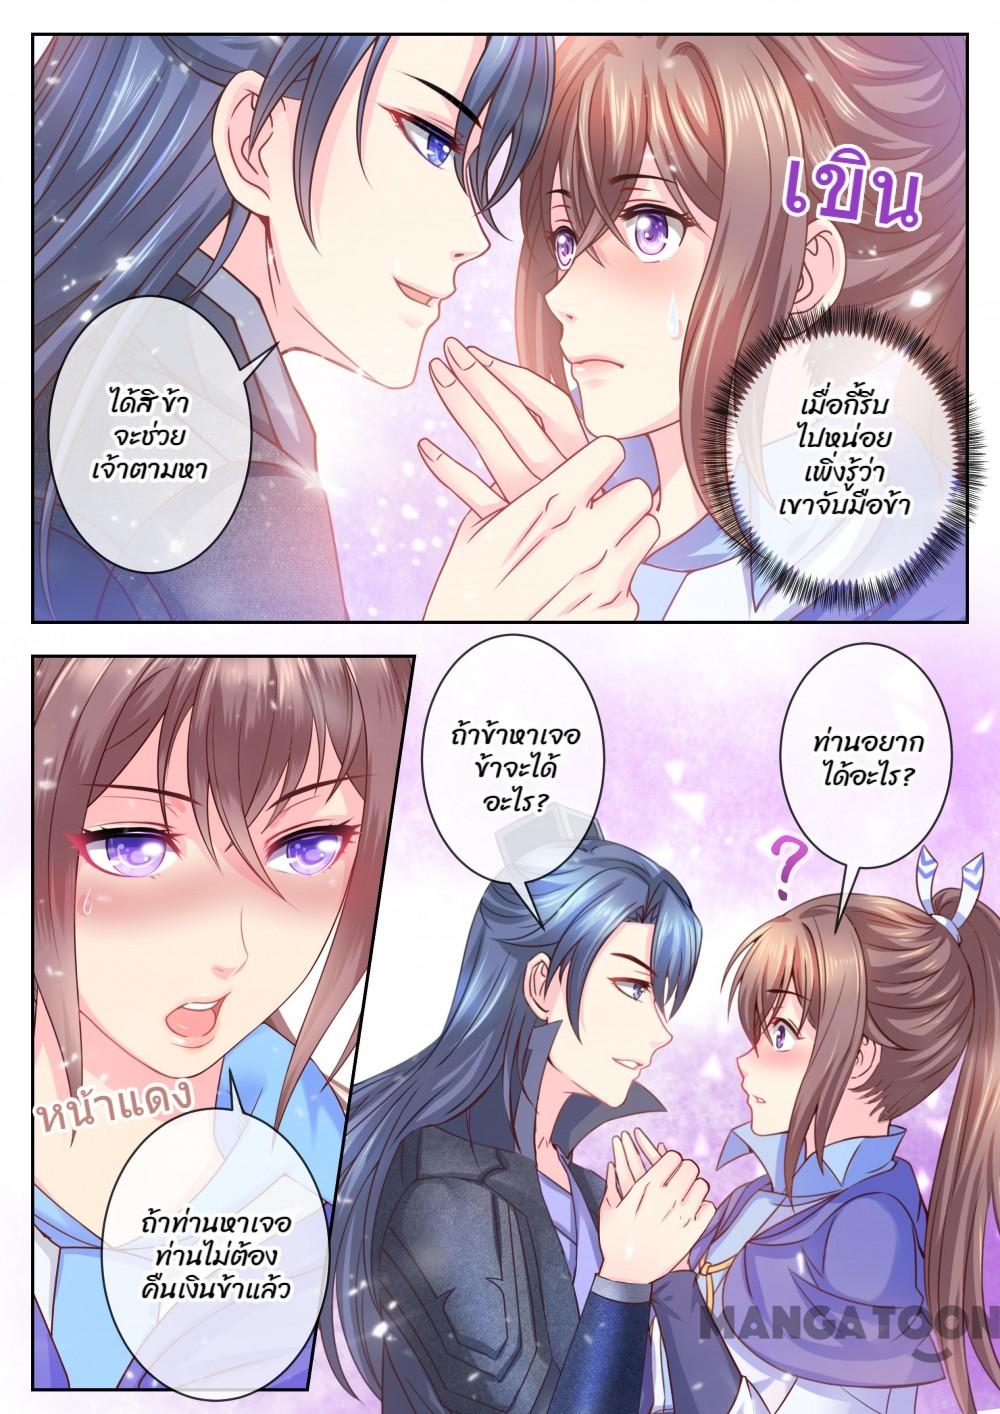 เขิน
ได้สิ ข้า
จะช่วย
เจ้าตามหา
เมื่อกี้รีบ
ไปหน่อย
เพิ่งรู้ว่า
เขาจับมือข้า
ถ้าข้าหาเจอ
ข้าจะได้
อะไร?
ท่านอยาก
ได้อะไร?
?
หน้าแดง
ถ้าท่านหาเจอ
ท่านไม่ต้อง
คืนเงินข้าแล้ว
MANGATOON